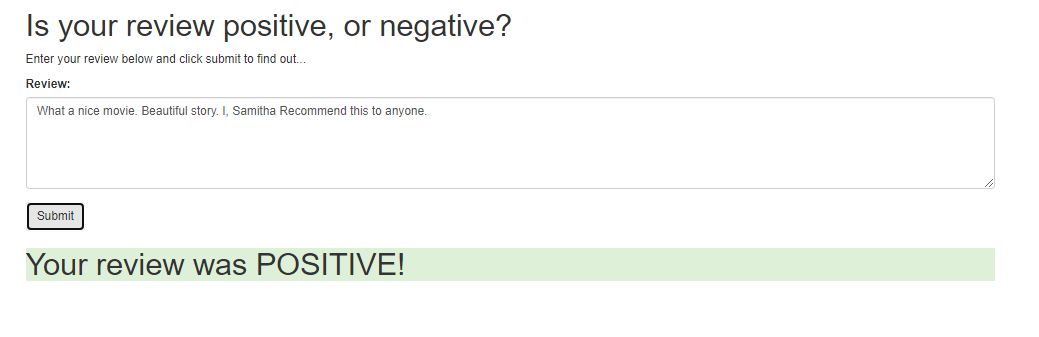 Is your review positive, or negative?
Enter your review below and click submit to find out...
Review:
What a nice movie. Beautiful story. I, Samitha Recommend this to anyone.
Submit
Your review was POSITIVE!